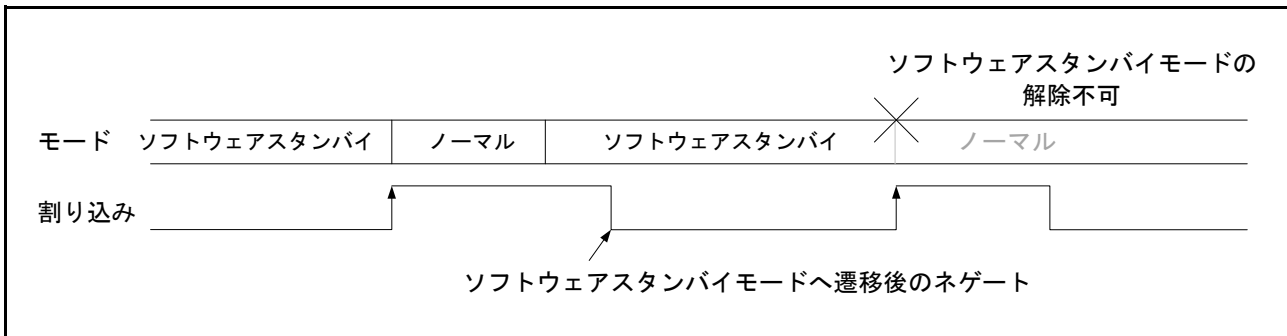 ソフトウェアスタンバイモードの
解除不可
モード ソフトウェアスタンバイ ノーマル ソフトウェアスタンバイ ノーマル
割り込み
ソフトウェアスタンバイモードへ遷移後のネゲート